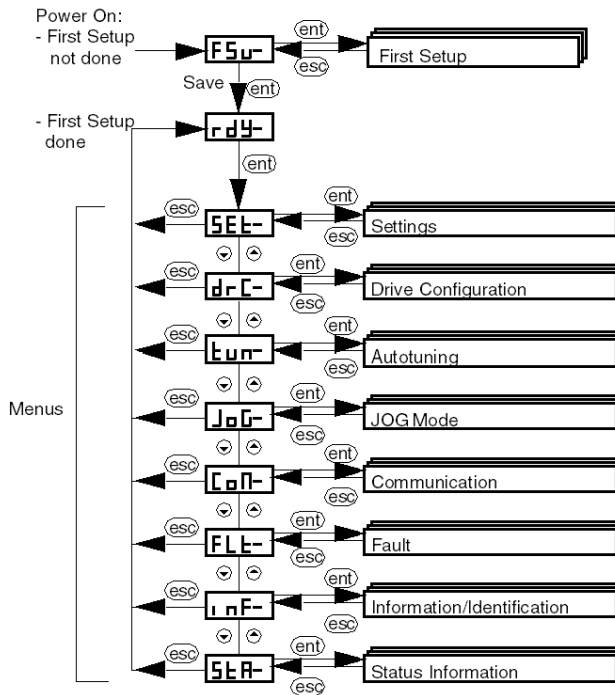 Power On:
- First Setup
not done
FSu-
ent
esc
First Setup
Save
ent
- First Setup
done
rdY-
ent
Menus
esc
SEt-
ent
esc
Settings
esc
drC-
ent
esc
Drive Configuration
esc
tun-
ent
esc
Autotuning
esc
JoG-
ent
esc
JOG Mode
esc
CoM-
ent
esc
Communication
esc
FLt-
ent
esc
Fault
esc
inF-
ent
esc
Information/Identification
esc
StA-
ent
esc
Status Information